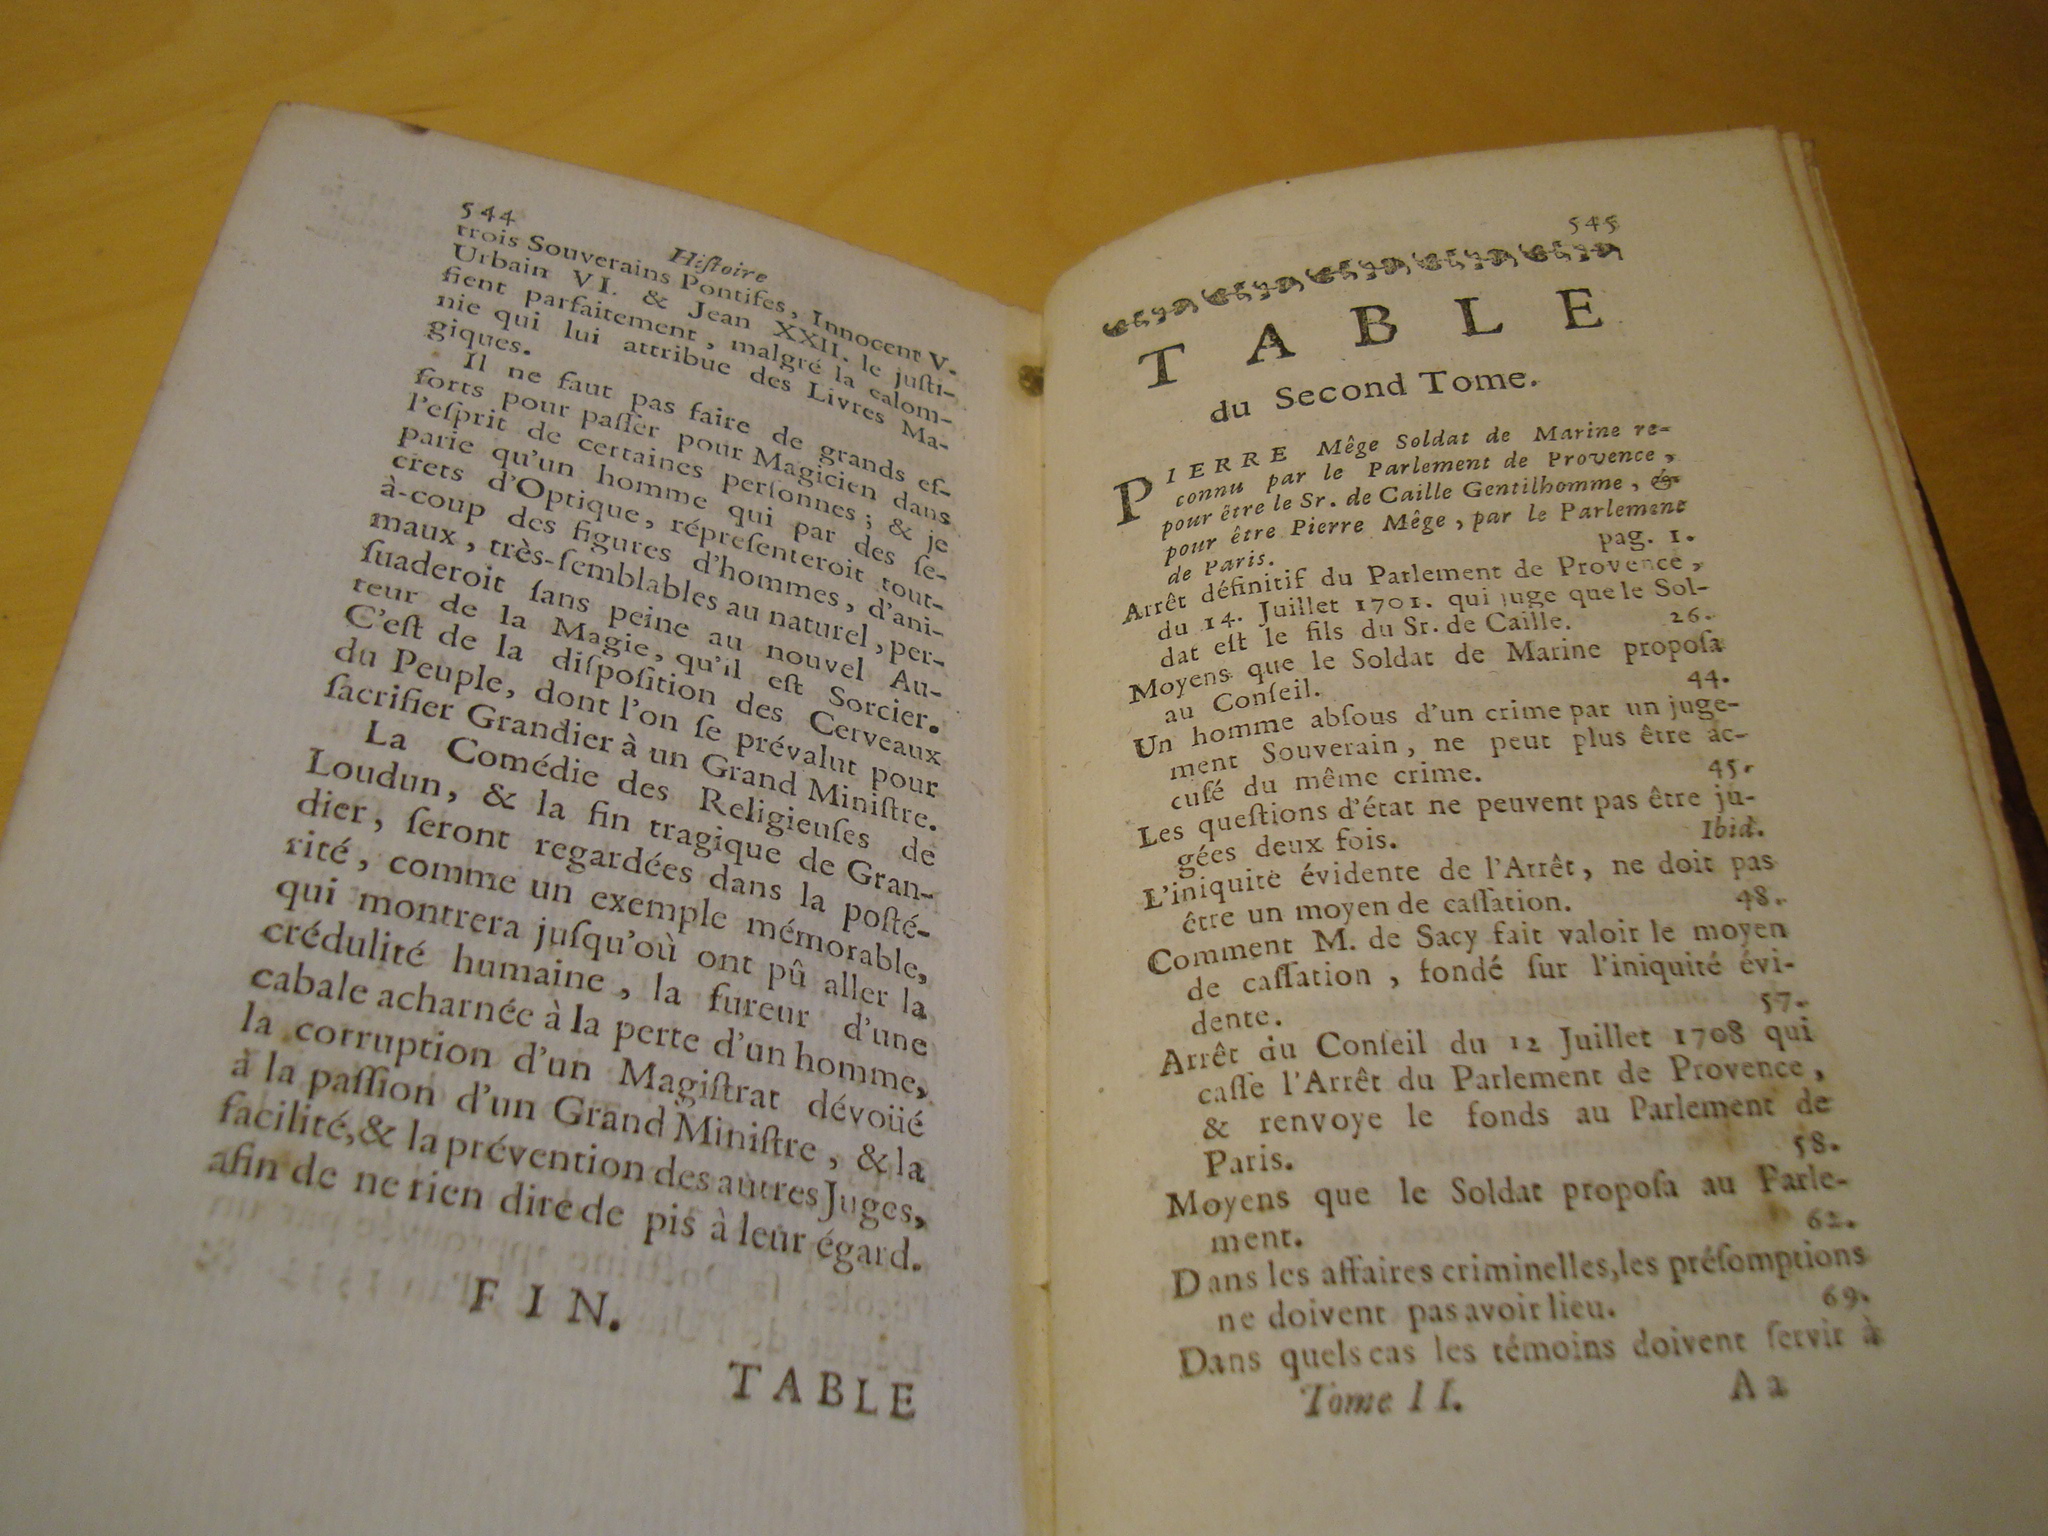 544
Hiſtoire
trois Souverains Pontifes, Innocent V.
Urbain VI. & Jean XXII. le juſti-
fient parfaitement, malgré la calom-
nie qui lui attribue des Livres Ma-
giques.
Il ne faut pas faire de grands ef-
forts pour paſſer pour Magicien dans
l'eſprit de certaines perſonnes; & je
parie qu'un homme qui par des ſe-
crets d'Optique, répreſenteroit tout-
à-coup des figures d'hommes, d'ani-
maux, très-ſemblables au naturel, per-
ſuaderoit ſans peine au nouvel Au-
teur de la Magie, qu'il eſt Sorcier.
C'eſt de la diſpoſition des Cerveaux
du Peuple, dont l'on ſe prévalut pour
ſacrifier Grandier à un Grand Miniſtre.
La Comédie des Religieuſes de
Loudun, & la fin tragique de Gran-
dier, ſeront regardées dans la poſté-
rité, comme un exemple mémorable,
qui montrera juſqu'où ont pû aller la
crédulité humaine, la fureur d'une
cabale acharnée à la perte d'un homme,
la corruption d'un Magiſtrat dévoüé
à la paſſion d'un Grand Miniſtre, & la
facilité, & la prévention des autres Juges,
afin de ne rien dire de pis à leur égard.
FIN.
TABLE
545
TABLE
du Second Tome.
PIERRE Mêge Soldat de Marine re-
connu par le Parlement de Provence,
pour être le Sr. de Caille Gentilhomme, &
pour être Pierre Mêge, par le Parlement
de Paris. pag. 1.
Arrêt définitif du Parlement de Provence,
du 14. Juillet 1701. qui juge que le Sol-
dat eſt le fils du Sr. de Caille. 26.
Moyens que le Soldat de Marine propoſa
au Conſeil. 44.
Un homme abſous d'un crime par un juge-
ment Souverain, ne peut plus être ac-
cuſé du même crime. 45.
Les queſtions d'état ne peuvent pas être ju-
gées deux fois. Ibid.
L'iniquité évidente de l'Arrêt, ne doit pas
être un moyen de caſſation. 48.
Comment M. de Sacy fait valoir le moyen
de caſſation, fondé ſur l'iniquité évi-
dente. 57.
Arrêt du Conſeil du 12 Juillet 1708 qui
caſſe l'Arrêt du Parlement de Provence,
& renvoye le fonds au Parlement de
Paris. 58.
Moyens que le Soldat propoſa au Parle-
ment. 62.
Dans les affaires criminelles, les préſomptions
ne doivent pas avoir lieu. 69.
Dans quels cas les témoins doivent ſervir à
Tome II. Aa